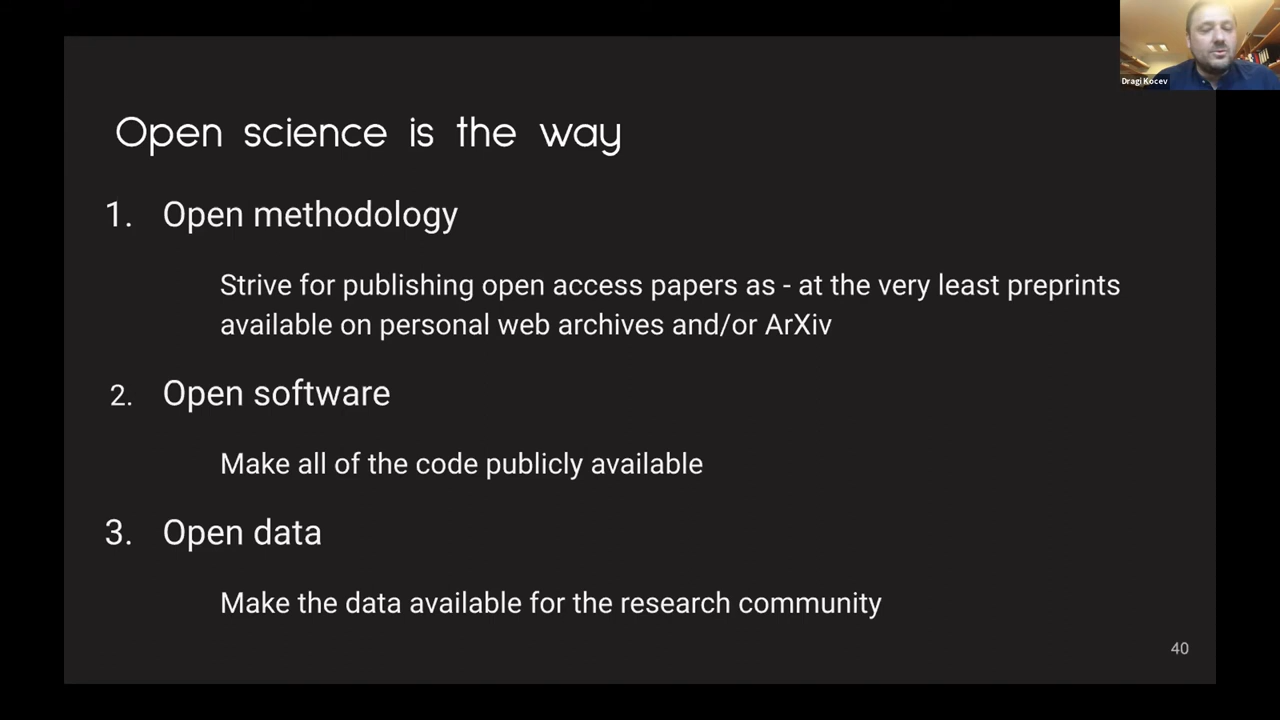 Dragi Kocev
Open science is the way
1. Open methodology
Strive for publishing open access papers as - at the very least preprints
available on personal web archives and/or ArXiv
2. Open software
Make all of the code publicly available
3. Open data
Make the data available for the research community
40